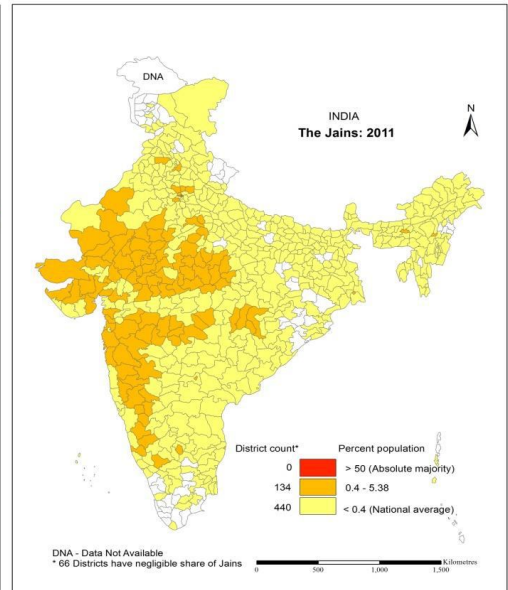 DNA
N
INDIA
The Jains: 2011
District count* Percent population
0 > 50 (Absolute majority)
134 0.4 - 5.38
440 < 0.4 (National average)
DNA - Data Not Available
* 66 Districts have negligible share of Jains
Kilometres
0 500 1,000 1,500